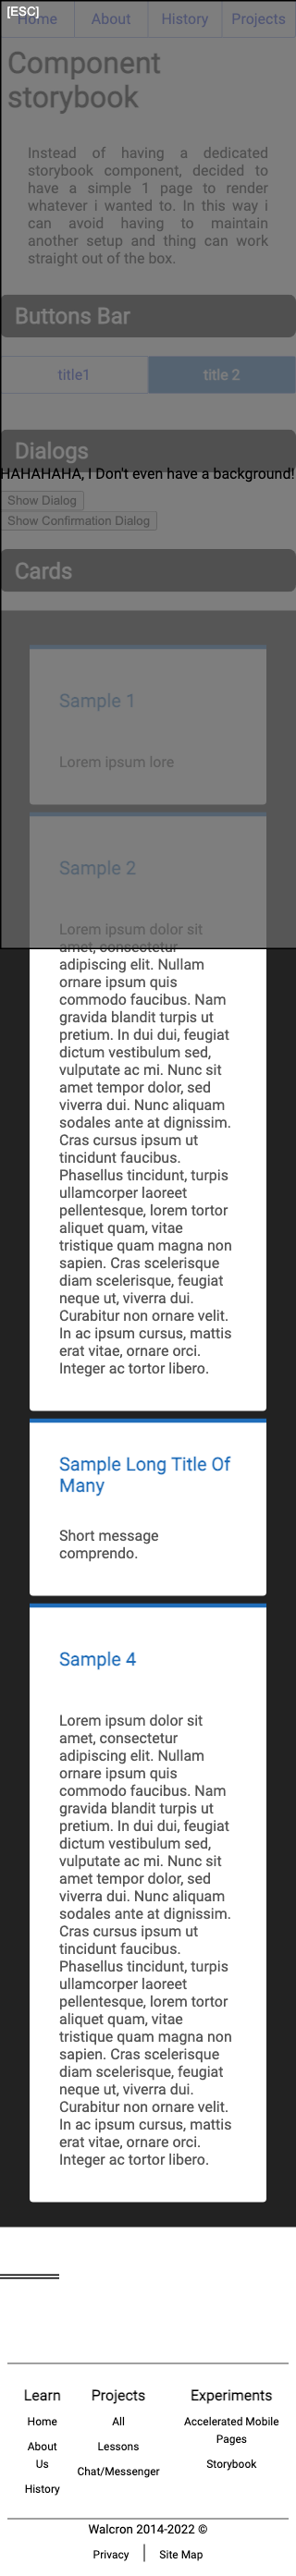 [ESC]
Home About History Projects
Component
storybook
Instead of having a dedicated
storybook component, decided to
have a simple 1 page to render
whatever i wanted to. In this way i
can avoid having to maintain
another setup and thing can work
straight out of the box.
Buttons Bar
title1 title 2
Dialogs
HAHAHAHA, I Don't even have a background!
Show Dialog
Show Confirmation Dialog
Cards
Sample 1
Lorem ipsum lore
Sample 2
Lorem ipsum dolor sit
amet, consectetur
adipiscing elit. Nullam
ornare ipsum quis
commodo faucibus. Nam
gravida blandit turpis ut
pretium. In dui dui, feugiat
dictum vestibulum sed,
vulputate ac mi. Nunc sit
amet tempor dolor, sed
viverra dui. Nunc aliquam
sodales ante at dignissim.
Cras cursus ipsum ut
tincidunt faucibus.
Phasellus tincidunt, turpis
ullamcorper laoreet
pellentesque, lorem tortor
aliquet quam, vitae
tristique quam magna non
sapien. Cras scelerisque
diam scelerisque, feugiat
neque ut, viverra dui.
Curabitur non ornare velit.
In ac ipsum cursus, mattis
erat vitae, ornare orci.
Integer ac tortor libero.
Sample Long Title Of
Many
Short message
comprendo.
Sample 4
Lorem ipsum dolor sit
amet, consectetur
adipiscing elit. Nullam
ornare ipsum quis
commodo faucibus. Nam
gravida blandit turpis ut
pretium. In dui dui, feugiat
dictum vestibulum sed,
vulputate ac mi. Nunc sit
amet tempor dolor, sed
viverra dui. Nunc aliquam
sodales ante at dignissim.
Cras cursus ipsum ut
tincidunt faucibus.
Phasellus tincidunt, turpis
ullamcorper laoreet
pellentesque, lorem tortor
aliquet quam, vitae
tristique quam magna non
sapien. Cras scelerisque
diam scelerisque, feugiat
neque ut, viverra dui.
Curabitur non ornare velit.
In ac ipsum cursus, mattis
erat vitae, ornare orci.
Integer ac tortor libero.
Learn
Home
About
Us
History
Projects
All
Lessons
Chat/Messenger
Experiments
Accelerated Mobile
Pages
Storybook
Walcron 2014-2022 ©
Privacy Site Map